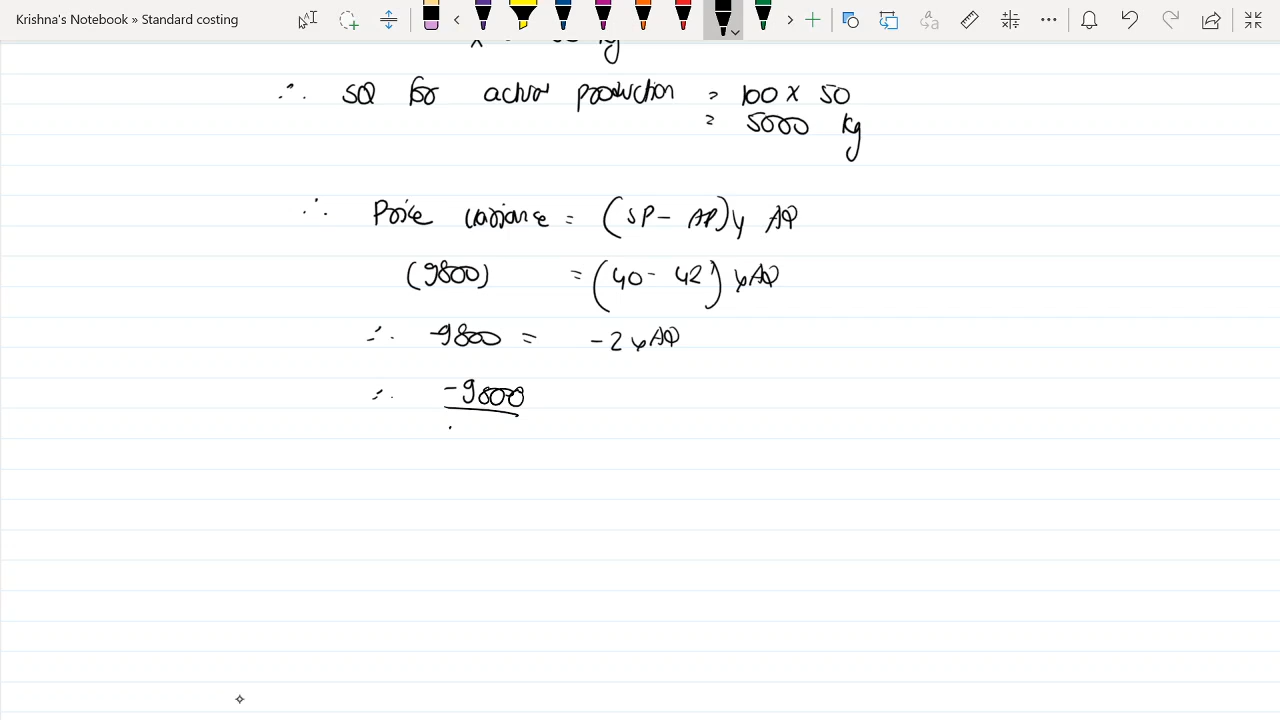 Krishna's Notebook » Standard costing
x kg
∴ SQ for actual production = 100 x 50
= 5000 kg
∴ Price variance = (SP - AP) x AQ
(9800) = (40 - 42) x AQ
∴ -9800 = -2 x AQ
∴ -9800